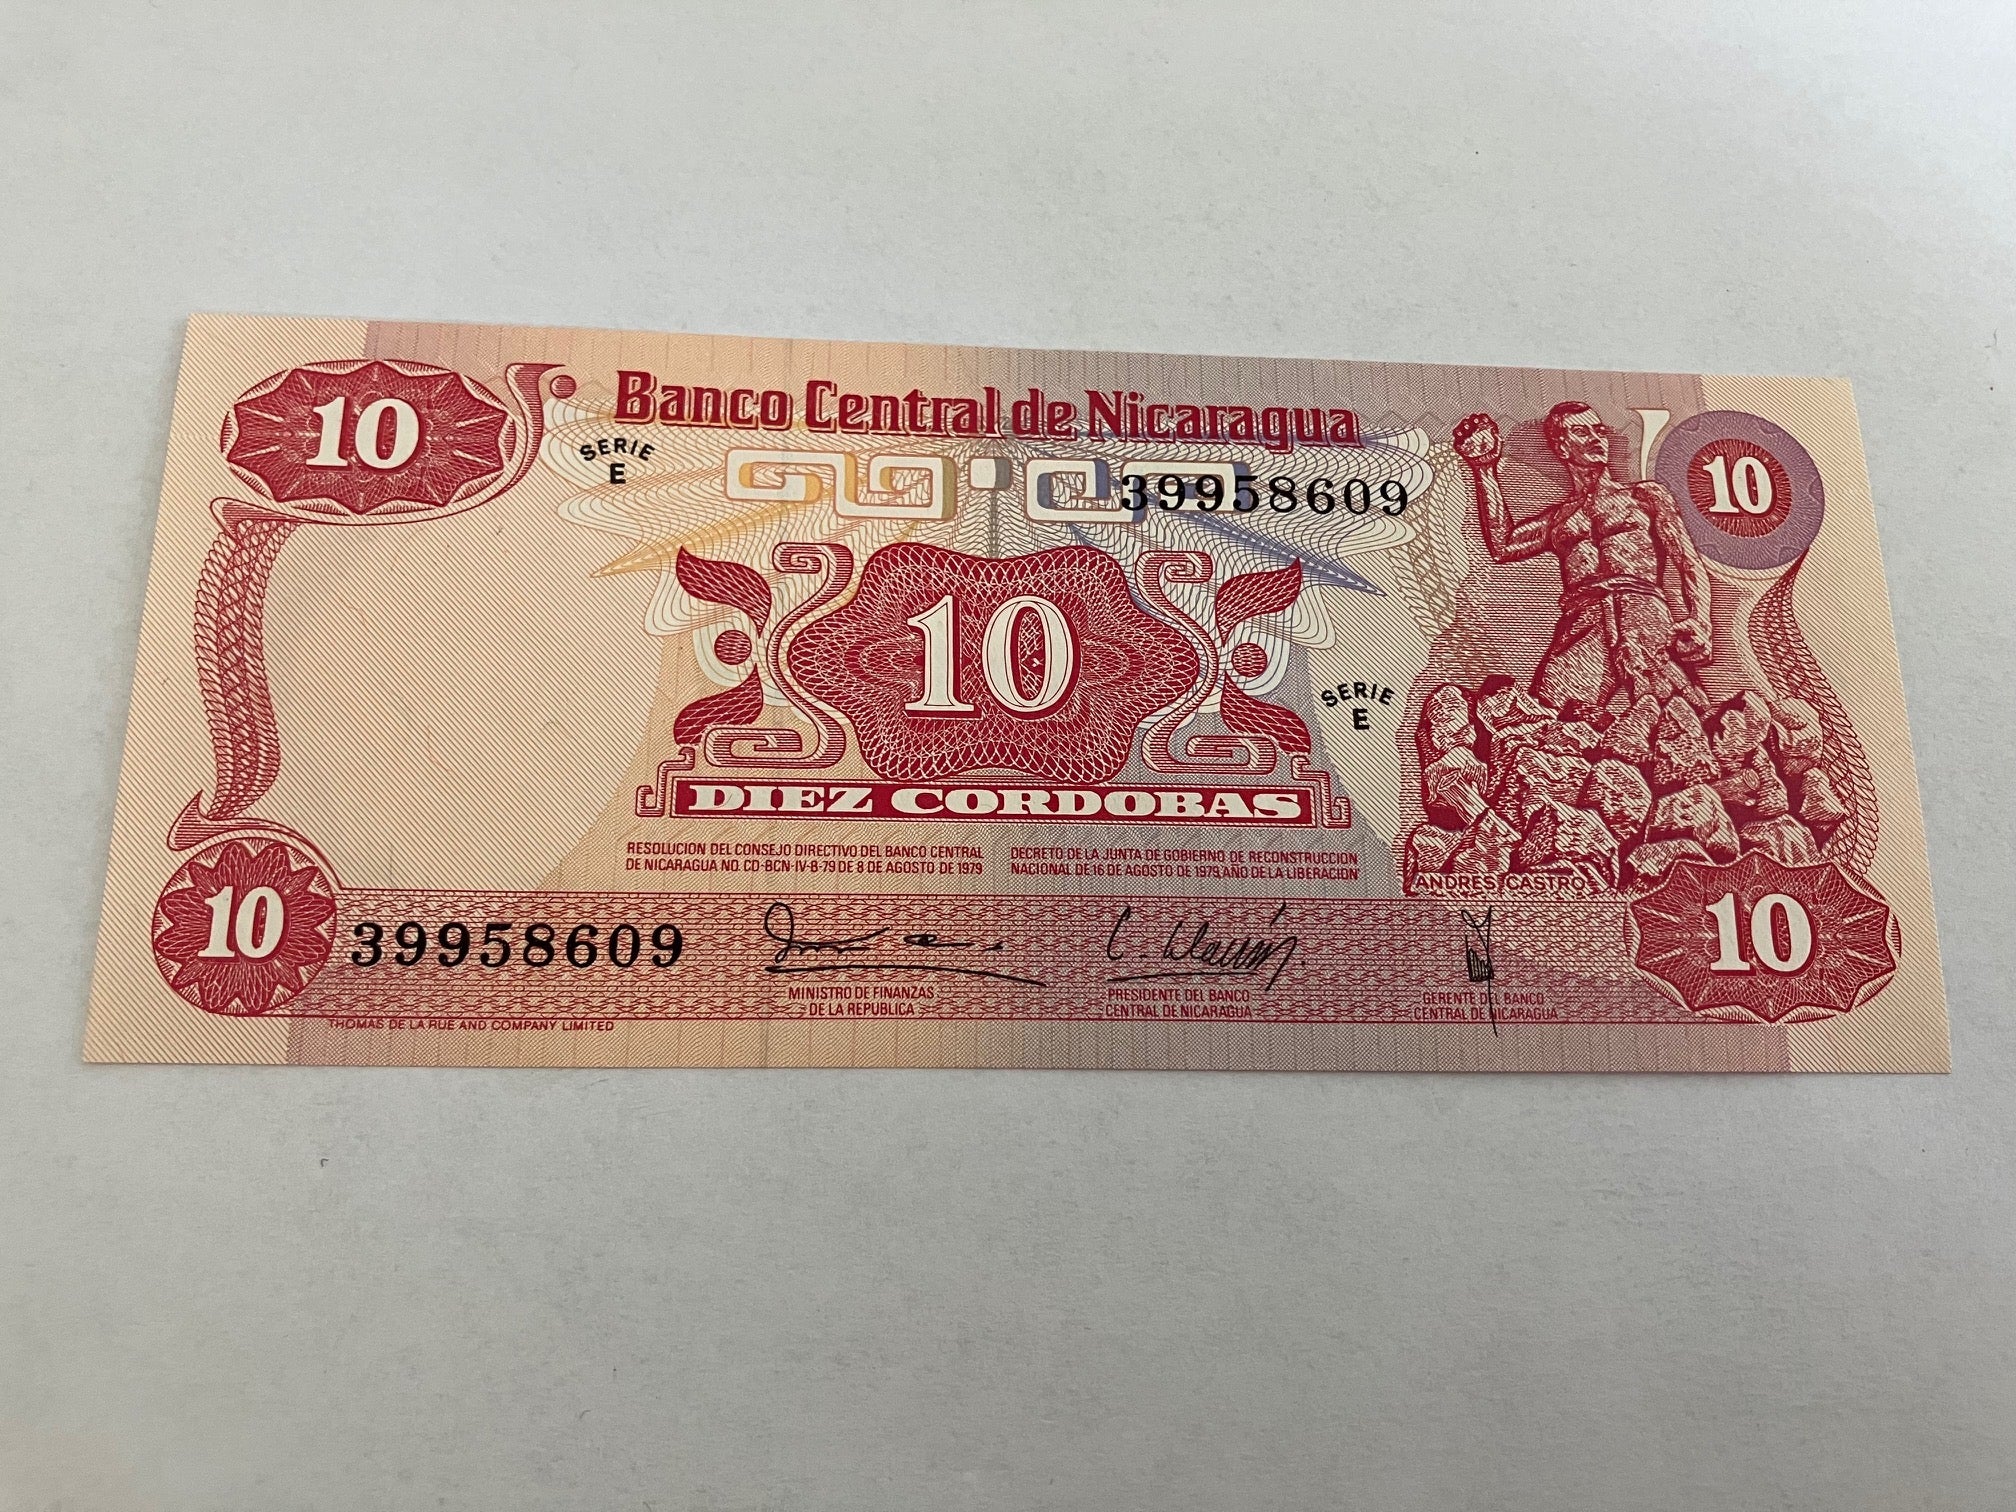 10
Banco Central de Nicaragua
SERIE
E
39958609
10
10
SERIE
E
DIEZ CORDOBAS
RESOLUCION DEL CONSEJO DIRECTIVO DEL BANCO CENTRAL
DE NICARAGUA NO. CD-BCN-IV-8-79 DE 8 DE AGOSTO DE 1979
DECRETO DE LA JUNTA DE GOBIERNO DE RECONSTRUCCION
NACIONAL DE 16 DE AGOSTO DE 1979, AÑO DE LA LIBERACION"
ANDRES CASTRO
10
39958609
10
MINISTRO DE FINANZAS
DE LA REPUBLICA
PRESIDENTE DEL BANCO
CENTRAL DE NICARAGUA
GERENTE DEL BANCO
CENTRAL DE NICARAGUA
THOMAS DE LA RUE AND COMPANY LIMITED